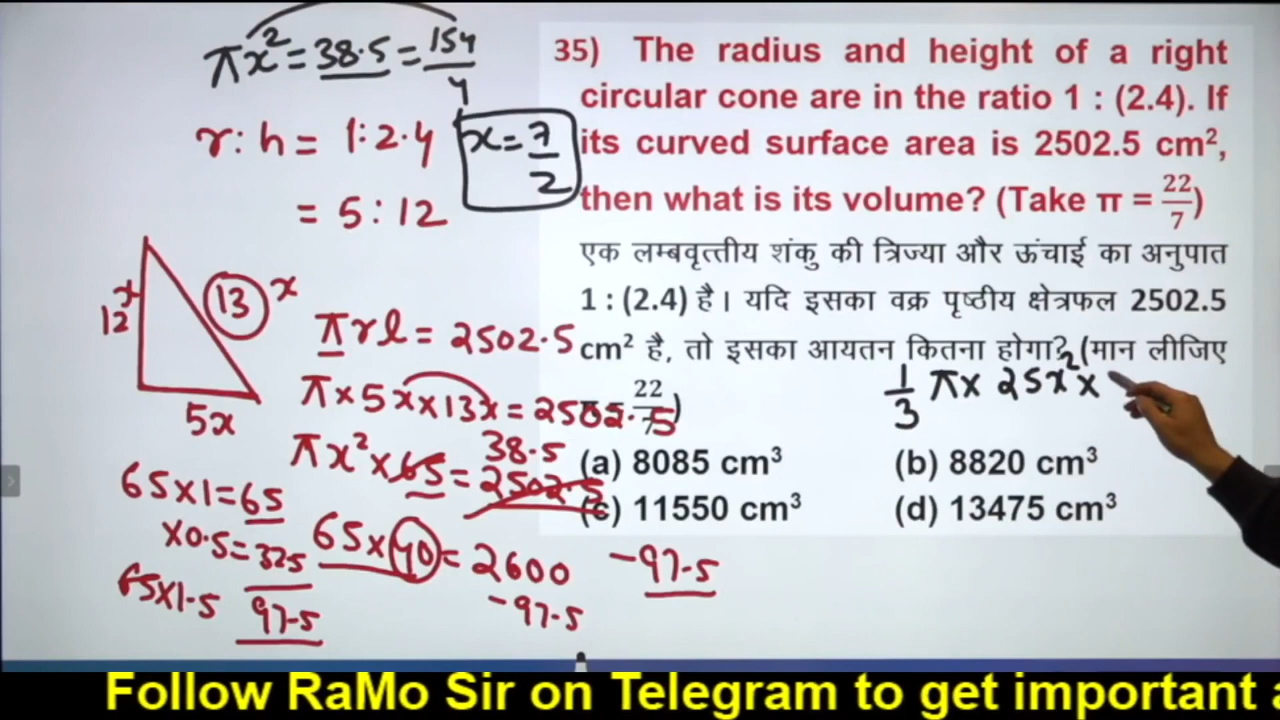 πx² = 38.5 = 154/4
r : h = 1:2.4
= 5:12
x = 7/2
35) The radius and height of a right
circular cone are in the ratio 1 : (2.4). If
its curved surface area is 2502.5 cm²,
then what is its volume? (Take π = 22/7)
एक लम्बवृत्तीय शंकु की त्रिज्या और ऊंचाई का अनुपात
1 : (2.4) है। यदि इसका वक्र पृष्ठीय क्षेत्रफल 2502.5
cm² है, तो इसका आयतन कितना होगा? (मान लीजिए
22
)
(a) 8085 cm³ (b) 8820 cm³
(c) 11550 cm³ (d) 13475 cm³
12x
13x
5x
πrl = 2502.5
π×5x×13x = 2502.5
πx²×65 = 2502.5
38.5
65×1=65
×0.5=32.5
65×1.5 97.5
65×40 = 2600 -97.5
-97.5
1/3 π× 25x²×
Follow RaMo Sir on Telegram to get important a